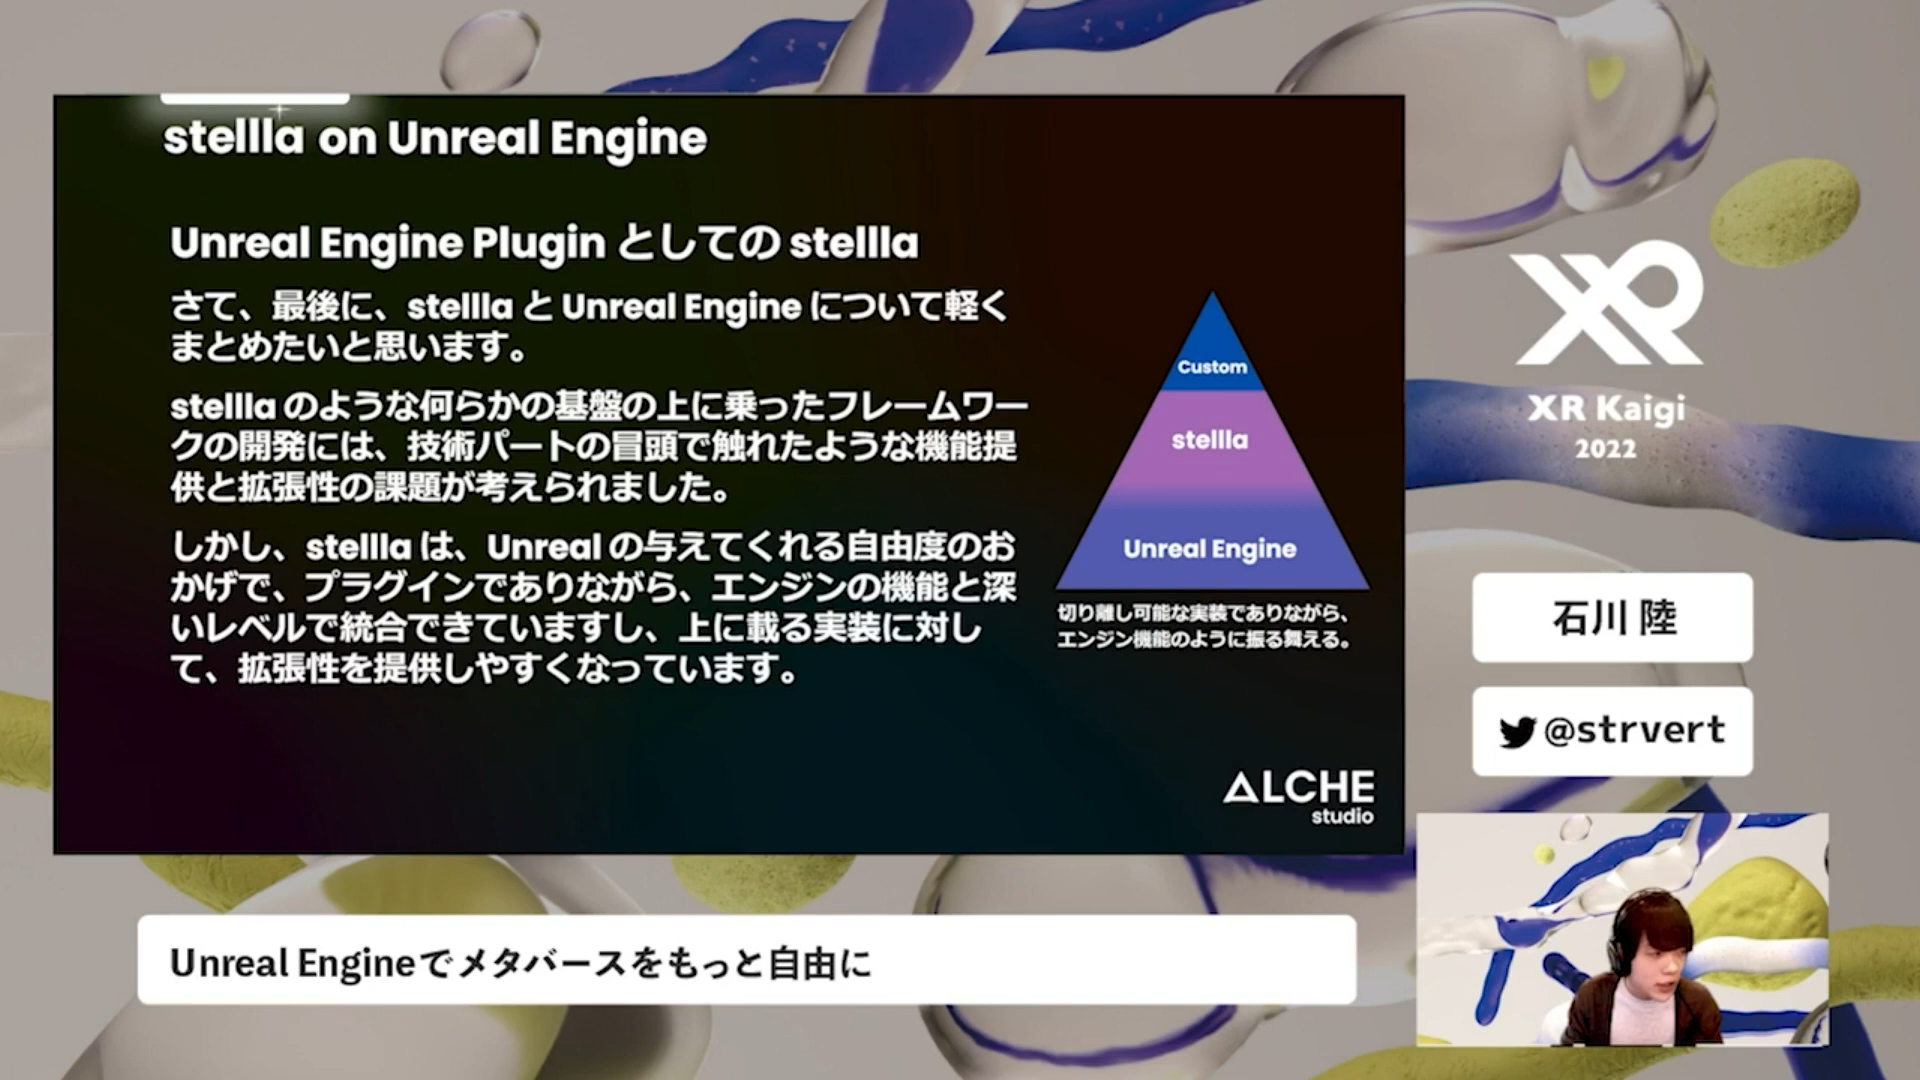 stellla on Unreal Engine
Unreal Engine Plugin としての stellla
さて、最後に、stellla と Unreal Engine について軽く
まとめたいと思います。
stellla のような何らかの基盤の上に乗ったフレームワー
クの開発には、技術パートの冒頭で触れたような機能提
供と拡張性の課題が考えられました。
しかし、stellla は、Unreal の与えてくれる自由度のお
かげで、プラグインでありながら、エンジンの機能と深
いレベルで統合できていますし、上に載る実装に対し
て、拡張性を提供しやすくなっています。
Custom
stellla
Unreal Engine
切り離し可能な実装でありながら、
エンジン機能のように振る舞える。
ALCHE
studio
XR
XR Kaigi
2022
石川 陸
@strvert
Unreal Engineでメタバースをもっと自由に